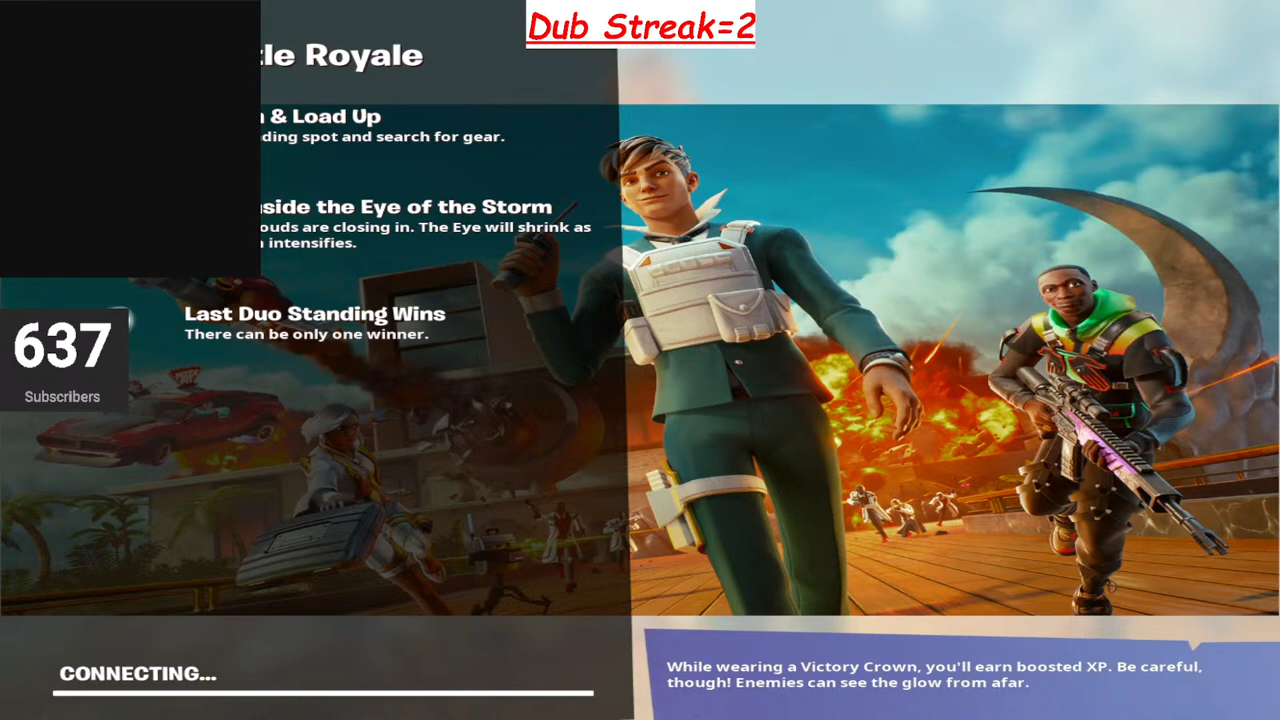 Dub Streak=2
tle Royale
& Load Up
ding spot and search for gear.
nside the Eye of the Storm
ouds are closing in. The Eye will shrink as
intensifies.
Last Duo Standing Wins
There can be only one winner.
637
Subscribers
CONNECTING...
While wearing a Victory Crown, you'll earn boosted XP. Be careful,
though! Enemies can see the glow from afar.